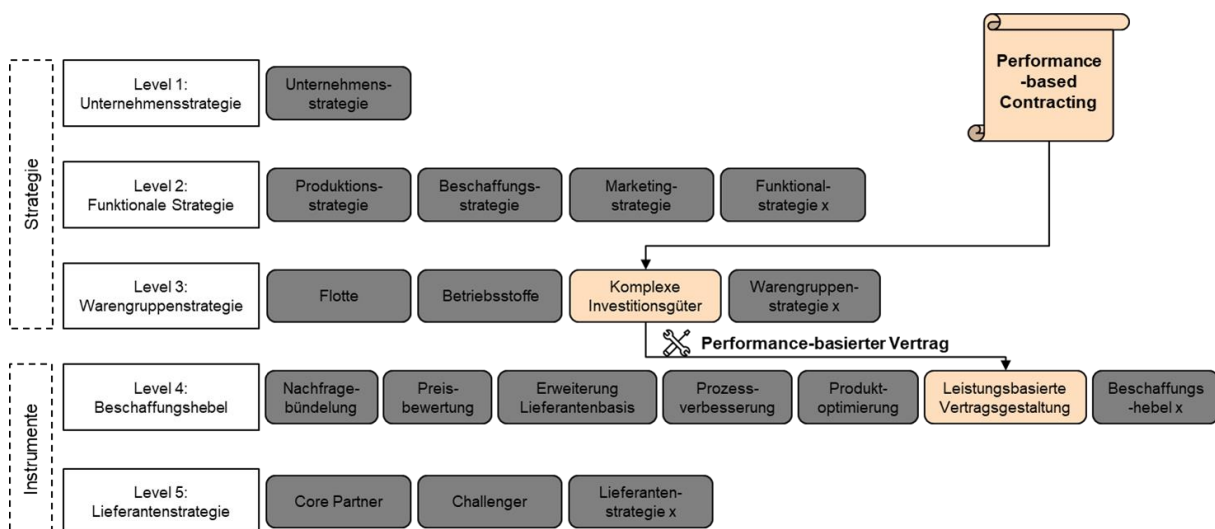 Performance
-based
Contracting
Strategie
Level 1:
Unternehmensstrategie
Unternehmens-
strategie
Level 2:
Funktionale Strategie
Produktions-
strategie
Beschaffungs-
strategie
Marketing-
strategie
Funktional-
strategie x
Level 3:
Warengruppenstrategie
Flotte
Betriebsstoffe
Komplexe
Investitionsgüter
Warengruppen-
strategie x
Performance-basierter Vertrag
Instrumente
Level 4:
Beschaffungshebel
Nachfrage-
bündelung
Preis-
bewertung
Erweiterung
Lieferantenbasis
Prozess-
verbesserung
Produkt-
optimierung
Leistungsbasierte
Vertragsgestaltung
Beschaffungs
-hebel x
Level 5:
Lieferantenstrategie
Core Partner
Challenger
Lieferanten-
strategie x